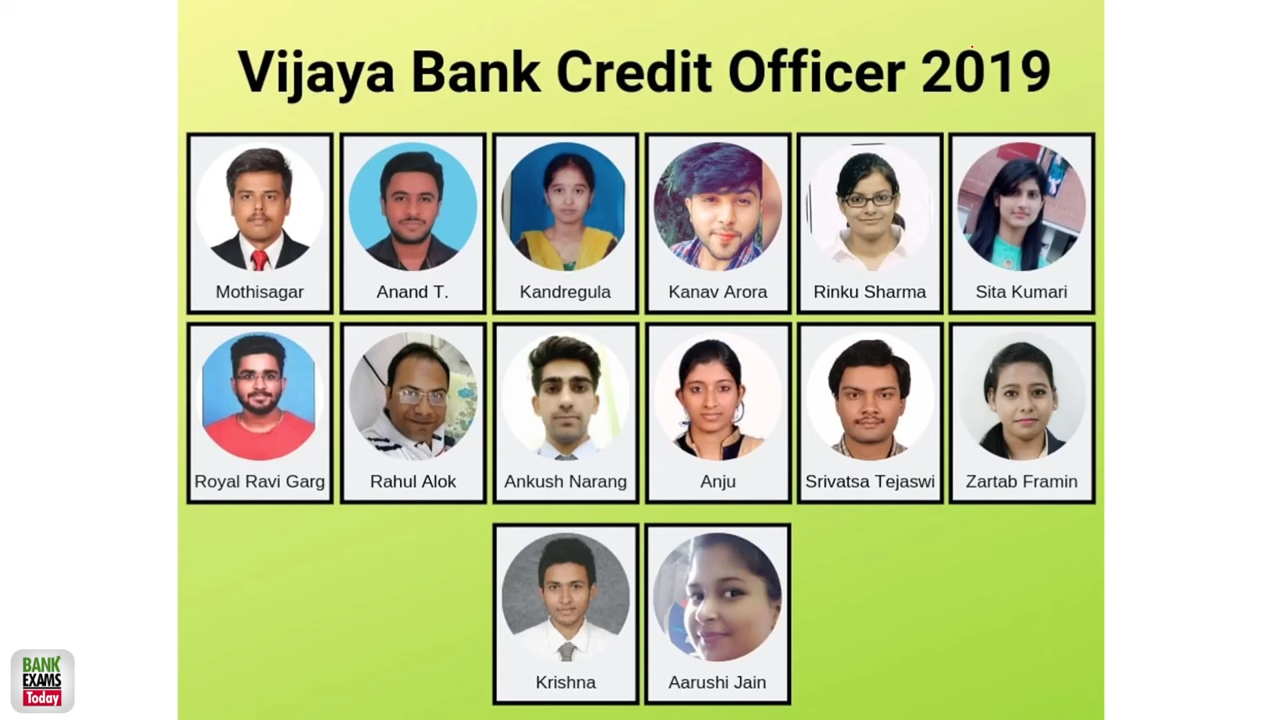 Vijaya Bank Credit Officer 2019
Mothisagar
Anand T.
Kandregula
Kanav Arora
Rinku Sharma
Sita Kumari
Royal Ravi Garg
Rahul Alok
Ankush Narang
Anju
Srivatsa Tejaswi
Zartab Framin
Krishna
Aarushi Jain
BANK
EXAMS
Today